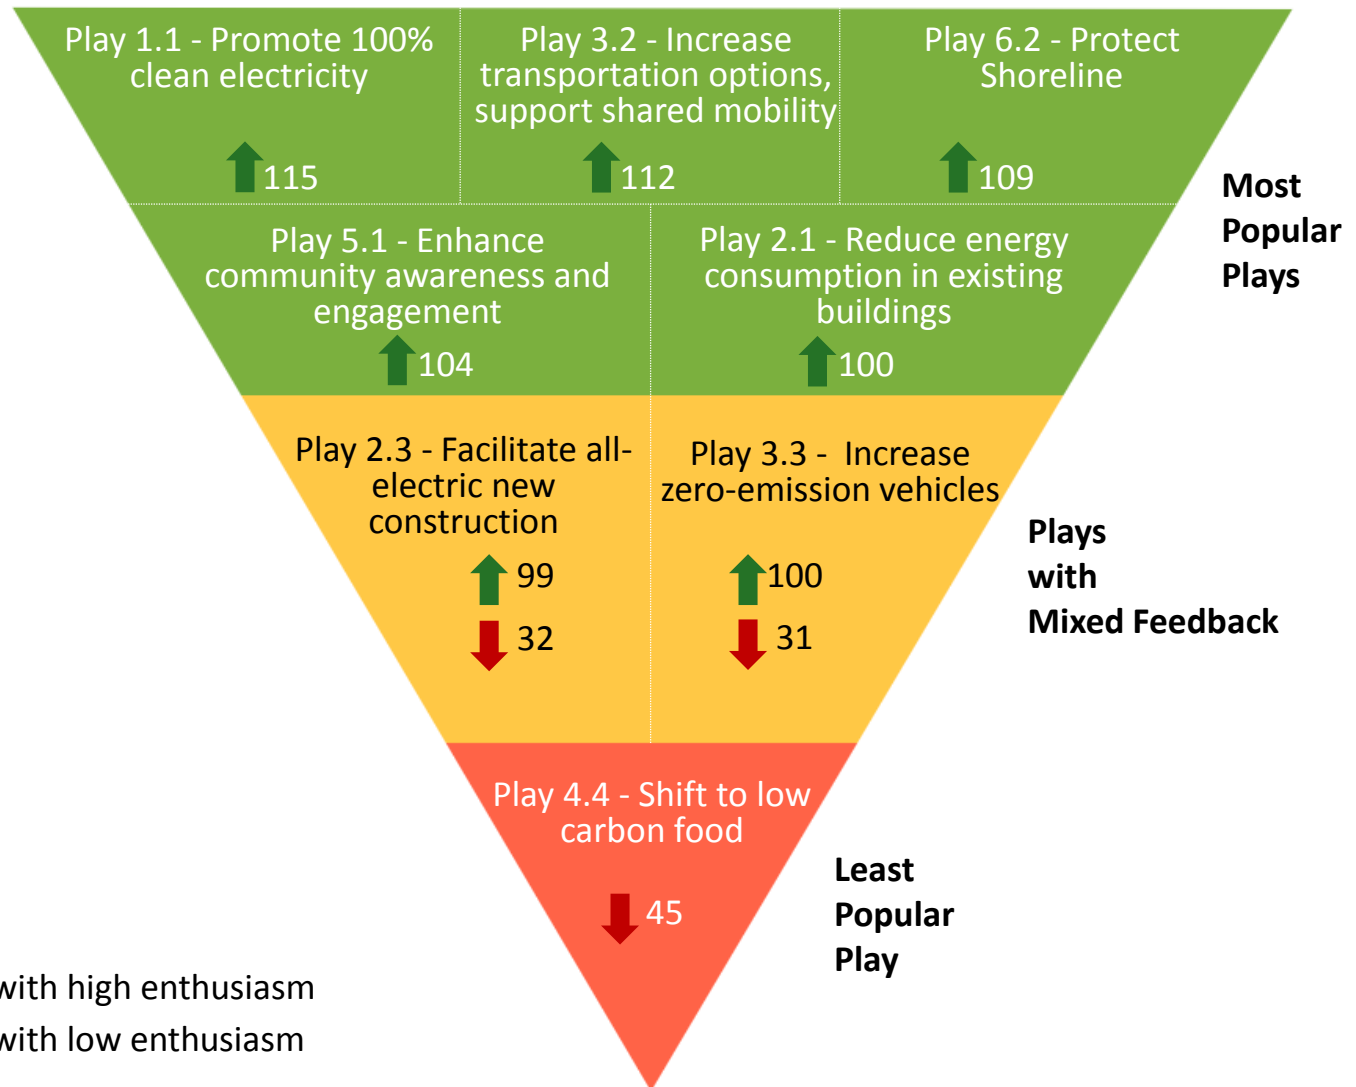 Play 1.1 - Promote 100%
clean electricity
115
Play 3.2 - Increase
transportation options,
support shared mobility
112
Play 6.2 - Protect
Shoreline
109
Most
Popular
Plays
Play 5.1 - Enhance
community awareness and
engagement
104
Play 2.1 - Reduce energy
consumption in existing
buildings
100
Play 2.3 - Facilitate all-
electric new
construction
99
32
Play 3.3 - Increase
zero-emission vehicles
100
31
Plays
with
Mixed Feedback
Play 4.4 - Shift to low
carbon food
45
Least
Popular
Play
with high enthusiasm
with low enthusiasm